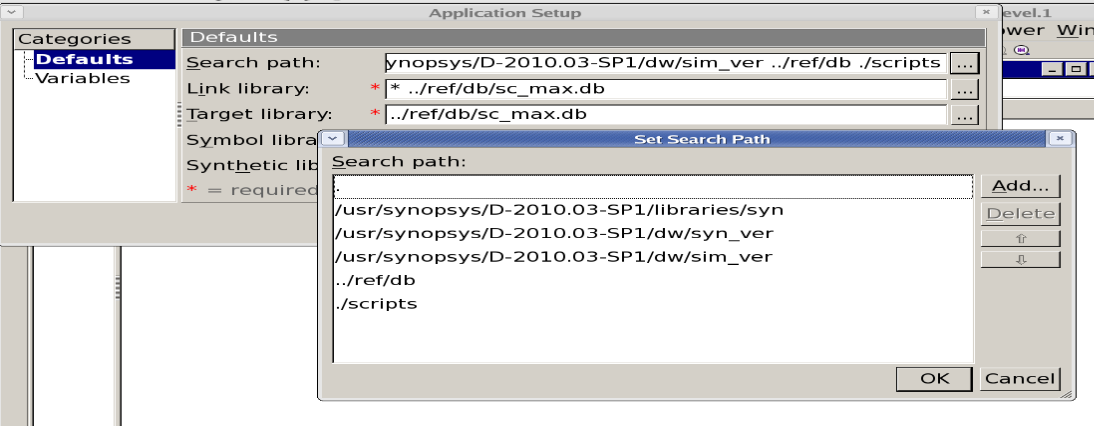 Application Setup
evel.1
Categories
Defaults
Variables
Defaults
wer Win
Search path: ynopsys/D-2010.03-SP1/dw/sim_ver ../ref/db ./scripts ...
Link library: * * ../ref/db/sc_max.db ...
Target library: * ../ref/db/sc_max.db ...
Symbol libra
Synthetic lib
* = required
Set Search Path
Search path:
.
/usr/synopsys/D-2010.03-SP1/libraries/syn
/usr/synopsys/D-2010.03-SP1/dw/syn_ver
/usr/synopsys/D-2010.03-SP1/dw/sim_ver
../ref/db
./scripts
Add...
Delete
OK
Cancel